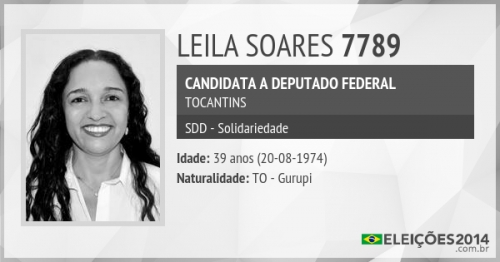 LEILA SOARES 7789
CANDIDATA A DEPUTADO FEDERAL
TOCANTINS
SDD - Solidariedade
Idade: 39 anos (20-08-1974)
Naturalidade: TO - Gurupi
ELEIÇÕES2014
.com.br